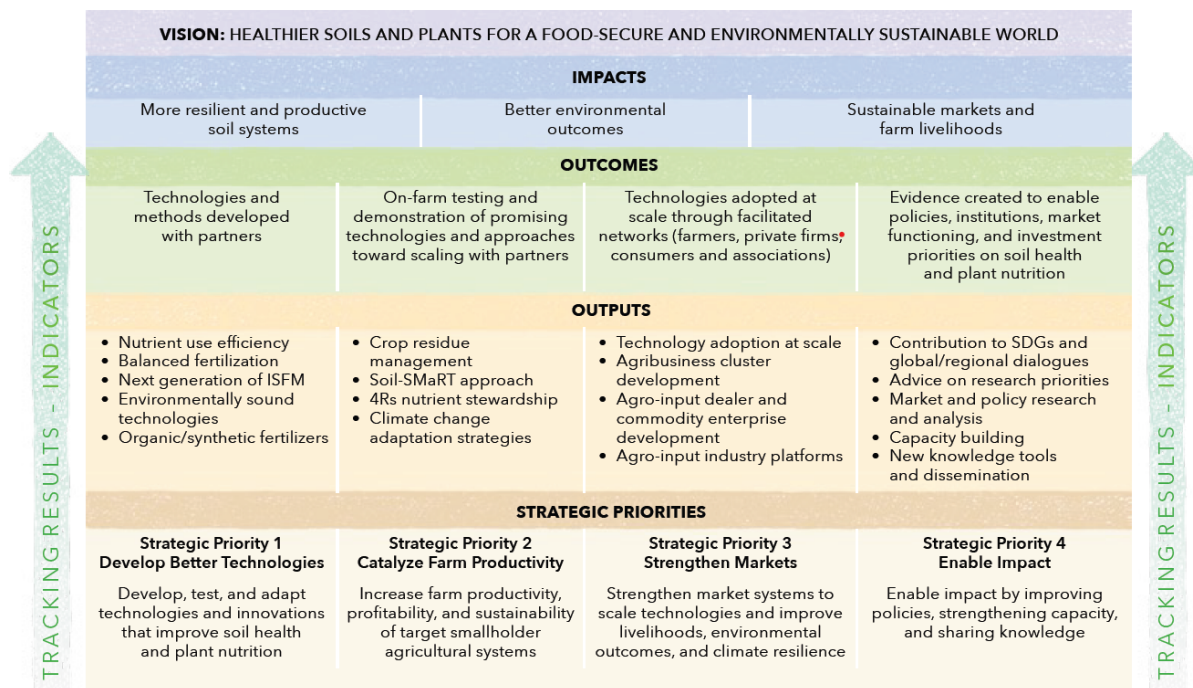 VISION: HEALTHIER SOILS AND PLANTS FOR A FOOD-SECURE AND ENVIRONMENTALLY SUSTAINABLE WORLD
IMPACTS
More resilient and productive
soil systems
Better environmental
outcomes
Sustainable markets and
farm livelihoods
OUTCOMES
Technologies and
methods developed
with partners
On-farm testing and
demonstration of promising
technologies and approaches
toward scaling with partners
Technologies adopted at
scale through facilitated
networks (farmers, private firms,
consumers and associations)
Evidence created to enable
policies, institutions, market
functioning, and investment
priorities on soil health
and plant nutrition
OUTPUTS
• Nutrient use efficiency
• Balanced fertilization
• Next generation of ISFM
• Environmentally sound
technologies
• Organic/synthetic fertilizers
• Crop residue
management
• Soil-SMaRT approach
• 4Rs nutrient stewardship
• Climate change
adaptation strategies
• Technology adoption at scale
• Agribusiness cluster
development
• Agro-input dealer and
commodity enterprise
development
• Agro-input industry platforms
• Contribution to SDGs and
global/regional dialogues
• Advice on research priorities
• Market and policy research
and analysis
• Capacity building
• New knowledge tools
and dissemination
STRATEGIC PRIORITIES
Strategic Priority 1
Develop Better Technologies
Develop, test, and adapt
technologies and innovations
that improve soil health
and plant nutrition
Strategic Priority 2
Catalyze Farm Productivity
Increase farm productivity,
profitability, and sustainability
of target smallholder
agricultural systems
Strategic Priority 3
Strengthen Markets
Strengthen market systems to
scale technologies and improve
livelihoods, environmental
outcomes, and climate resilience
Strategic Priority 4
Enable Impact
Enable impact by improving
policies, strengthening capacity,
and sharing knowledge
TRACKING RESULTS – INDICATORS
TRACKING RESULTS – INDICATORS